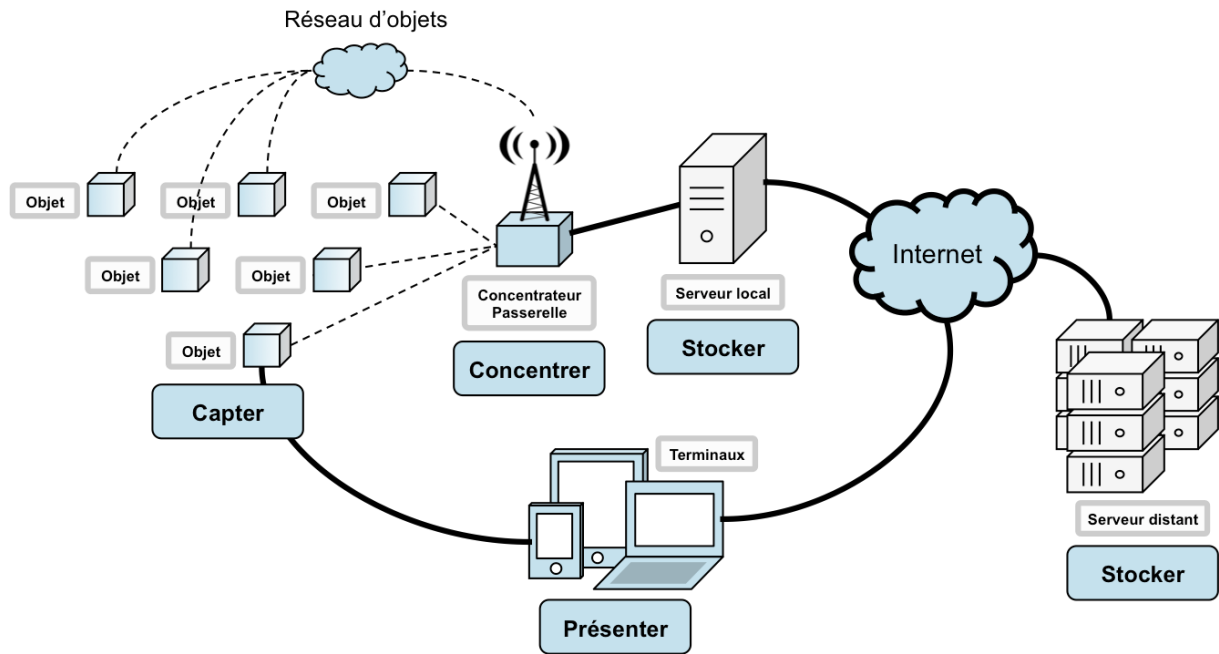 Réseau d'objets
Objet
Objet
Objet
Objet
Objet
Objet
Capter
Concentrateur
Passerelle
Concentrer
Serveur local
Stocker
Internet
Terminaux
Présenter
Serveur distant
Stocker